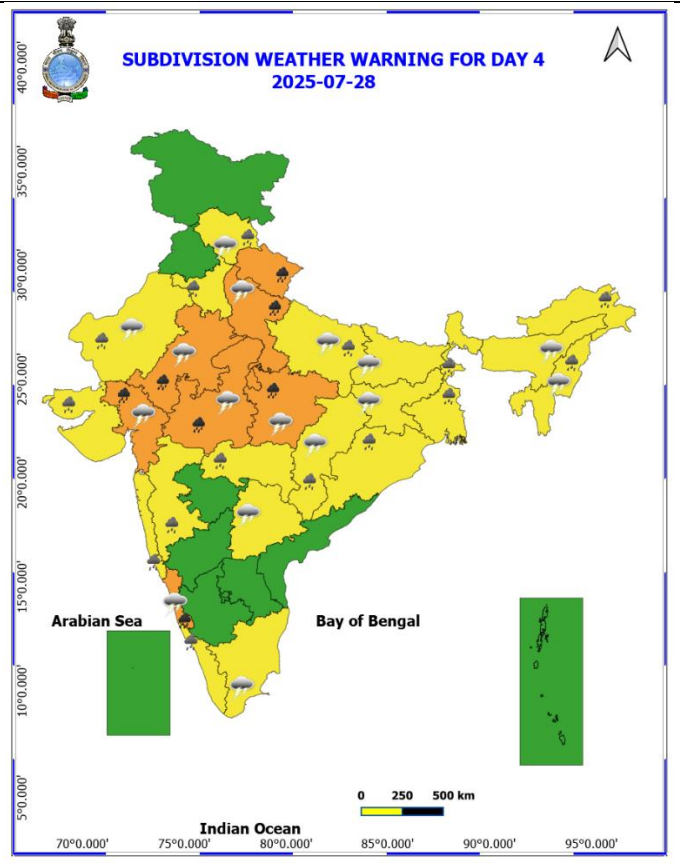 SUBDIVISION WEATHER WARNING FOR DAY 4
2025-07-28
40°0.000'
35°0.000'
30°0.000'
25°0.000'
20°0.000'
15°0.000'
10°0.000'
5°0.000'
Arabian Sea
Bay of Bengal
0 250 500 km
Indian Ocean
70°0.000' 75°0.000' 80°0.000' 85°0.000' 90°0.000' 95°0.000'